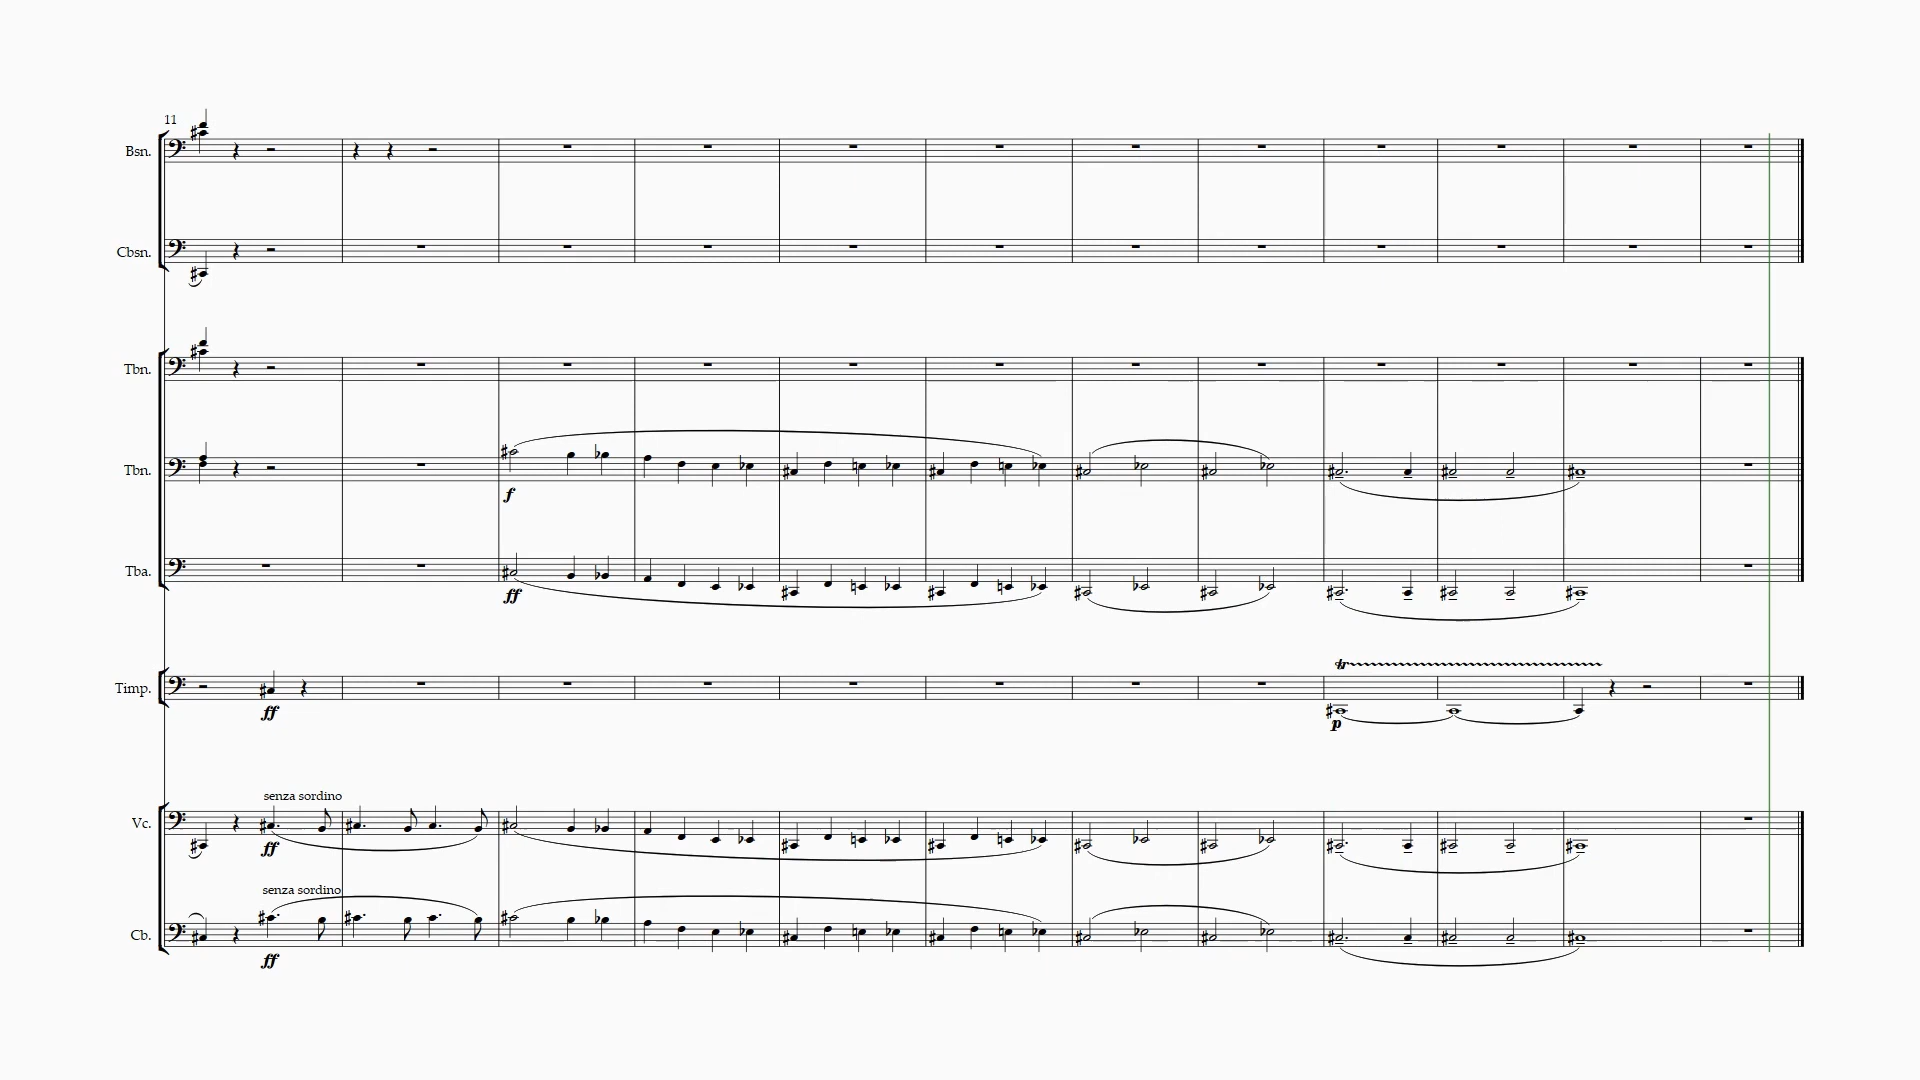 11
Bsn.
Cbsn.
Tbn.
Tbn.
f
Tba.
ff
tr
Timp.
ff
p
senza sordino
Vc.
ff
senza sordino
Cb.
ff